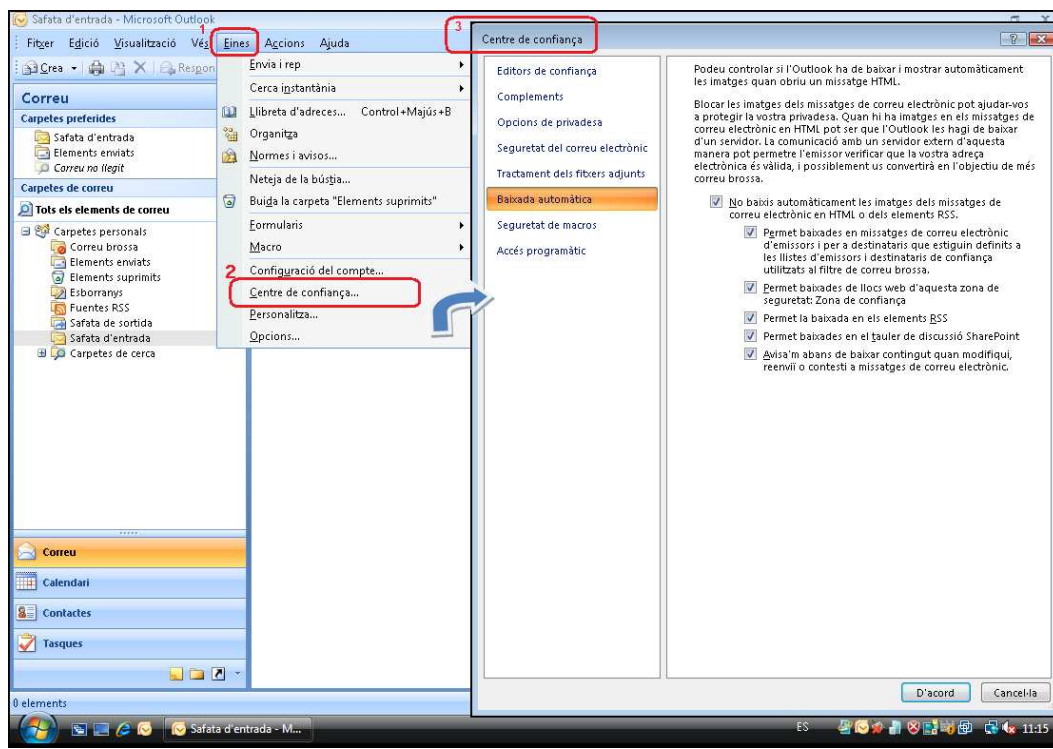 Safata d'entrada - Microsoft Outlook
Fitxer Edició Visualització Vés Eines Accions Ajuda
1
Crea Respon
Correu
Carpetes preferides
Safata d'entrada
Elements enviats
Correu no llegit
Carpetes de correu
Tots els elements de correu
Carpetes personals
Correu brossa
Elements enviats
Elements suprimits
Esborranys
Fuentes RSS
Safata de sortida
Safata d'entrada
Carpetes de cerca
Correu
Calendari
Contactes
Tasques
0 elements
Envia i rep
Cerca instantània
Llibreta d'adreces... Control+Majús+B
Organitza
Normes i avisos...
Neteja de la bústia...
Buida la carpeta "Elements suprimits"
Formularis
Macro
Configuració del compte...
2
Centre de confiança...
Personalitza...
Opcions...
3
Centre de confiança
Editors de confiança
Complements
Opcions de privadesa
Seguretat del correu electrònic
Tractament dels fitxers adjunts
Baixada automàtica
Seguretat de macros
Accés programàtic
Podeu controlar si l'Outlook ha de baixar i mostrar automàticament
les imatges quan obriu un missatge HTML.
Blocar les imatges dels missatges de correu electrònic pot ajudar-vos
a protegir la vostra privadesa. Quan hi ha imatges en els missatges de
correu electrònic en HTML pot ser que l'Outlook les hagi de baixar
d'un servidor. La comunicació amb un servidor extern d'aquesta
manera pot permetre l'emissor verificar que la vostra adreça
electrònica és vàlida, i possiblement us convertirà en l'objectiu de més
correu brossa.
No baixis automàticament les imatges dels missatges de
correu electrònic en HTML o dels elements RSS.
Permet baixades en missatges de correu electrònic
d'emissors i per a destinataris que estiguin definits a
les llistes d'emissors i destinataris de confiança
utilitzats al filtre de correu brossa.
Permet baixades de llocs web d'aquesta zona de
seguretat: Zona de confiança
Permet la baixada en els elements RSS
Permet baixades en el tauler de discussió SharePoint
Avisa'm abans de baixar contingut quan modifiqui,
reenvïi o contesti a missatges de correu electrònic.
D'acord Cancel·la
Safata d'entrada - M...
ES
11:15